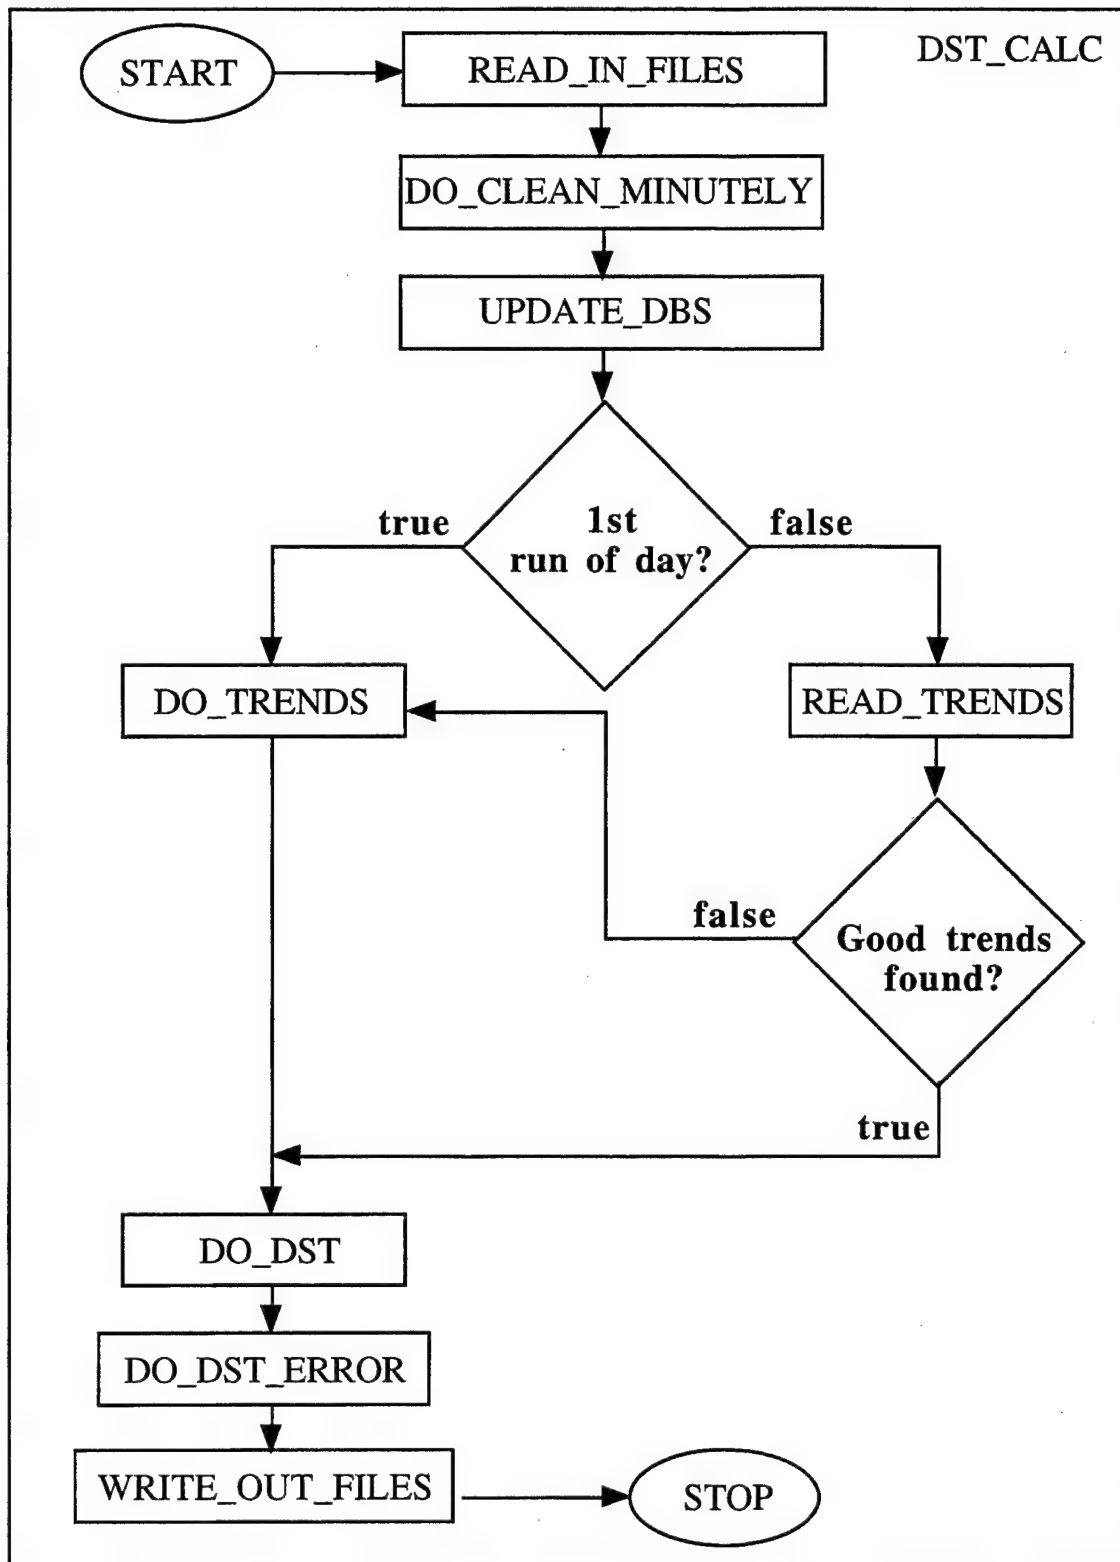 DST_CALC
START
READ_IN_FILES
DO_CLEAN_MINUTELY
UPDATE_DBS
1st
run of day?
true
false
DO_TRENDS
READ_TRENDS
Good trends
found?
false
true
DO_DST
DO_DST_ERROR
WRITE_OUT_FILES
STOP